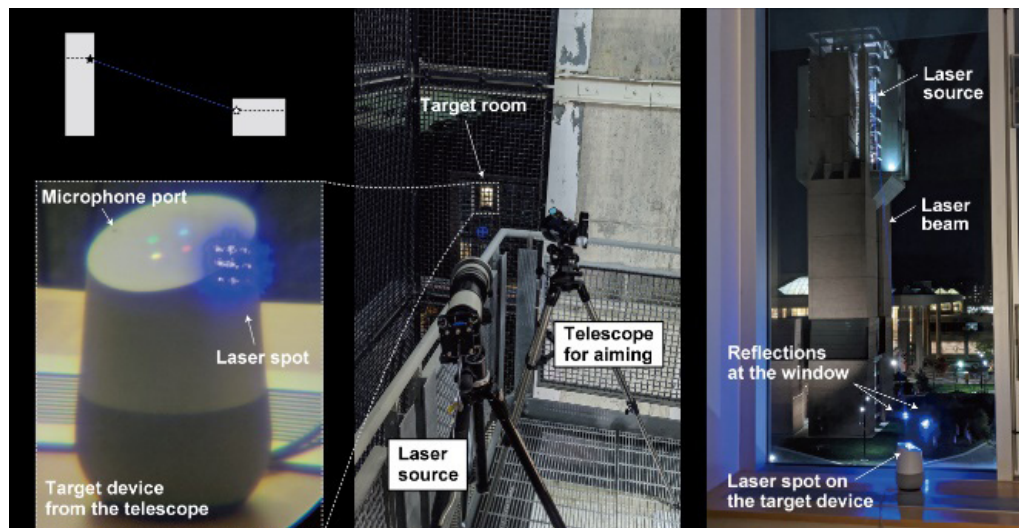 Microphone port
Laser spot
Target device
from the telescope
Target room
Telescope
for aiming
Laser
source
Laser
source
Laser
beam
Reflections
at the window
Laser spot on
the target device